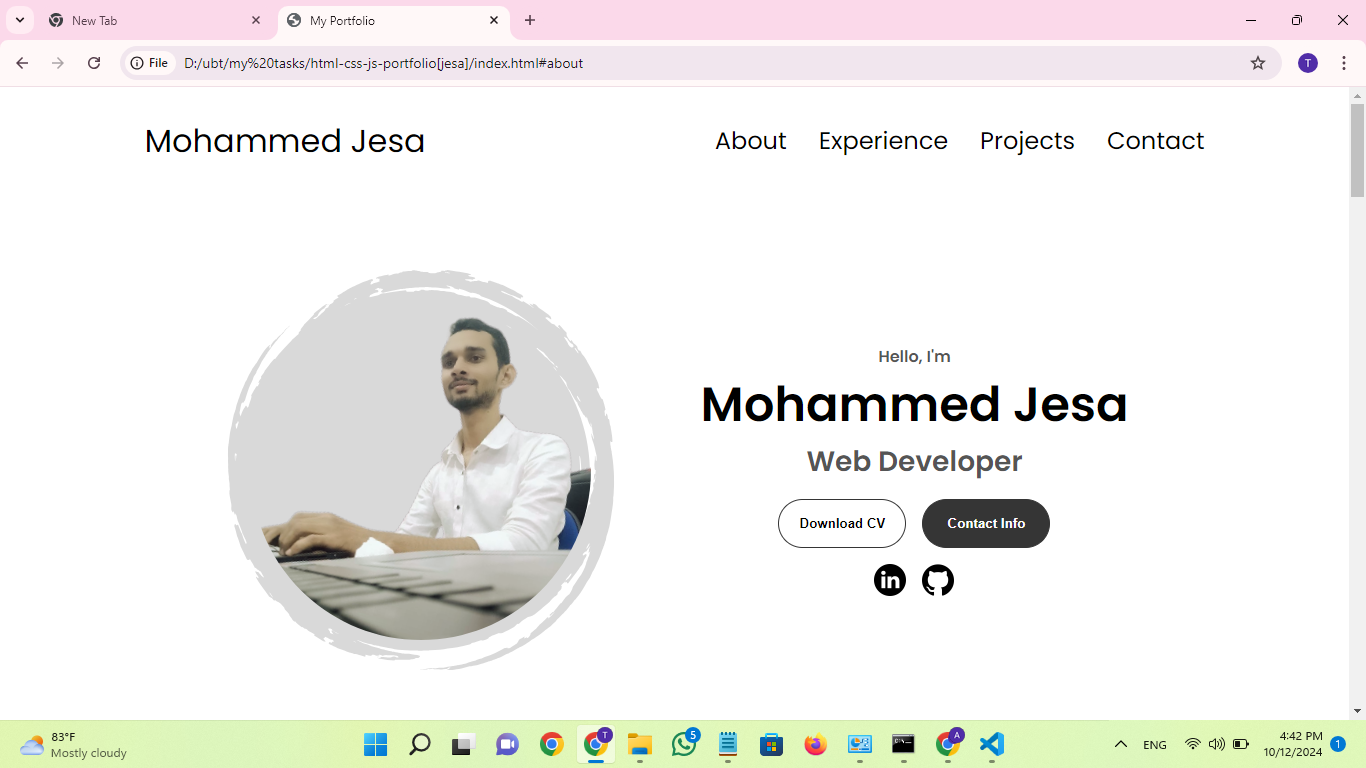 New Tab
My Portfolio
File
D:/ubt/my%20tasks/html-css-js-portfolio[jesa]/index.html#about
T
Mohammed Jesa
About Experience Projects Contact
Hello, I'm
Mohammed Jesa
Web Developer
Download CV Contact Info
in
83°F
Mostly cloudy
T
5
A
ENG
4:42 PM
10/12/2024
1